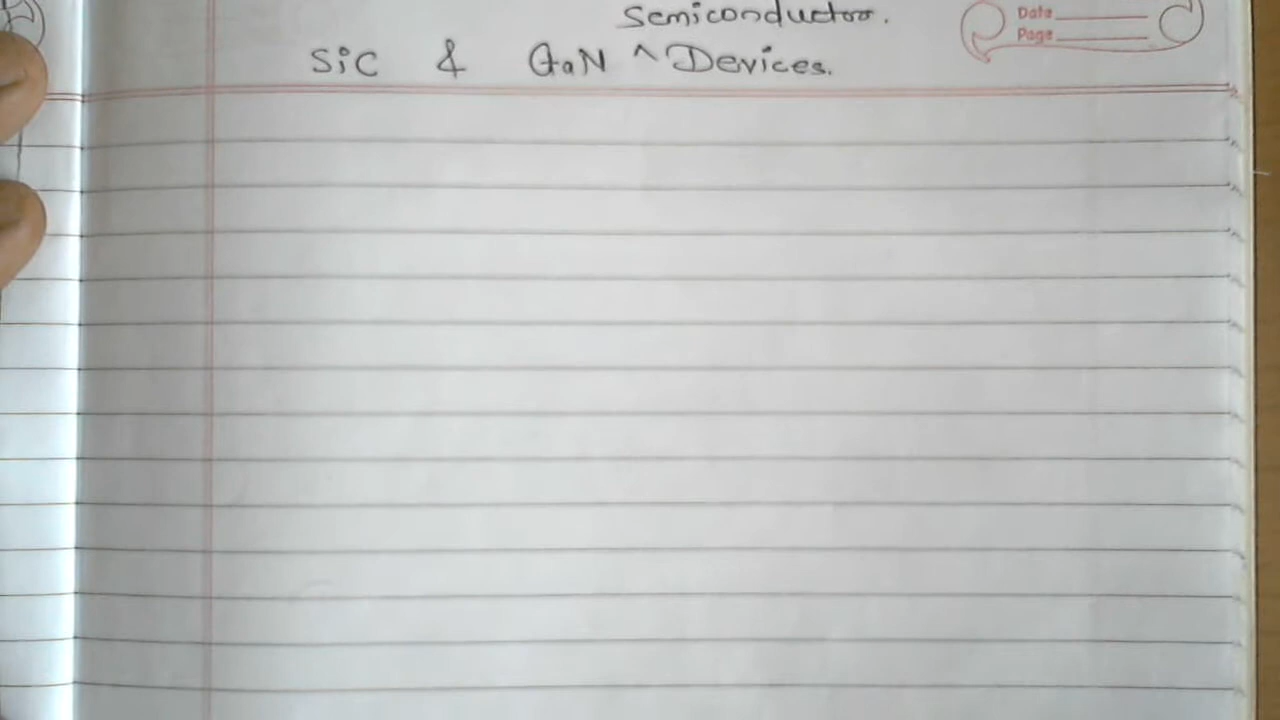 Semiconductor.
SiC & GaN ^ Devices.
Date
Page